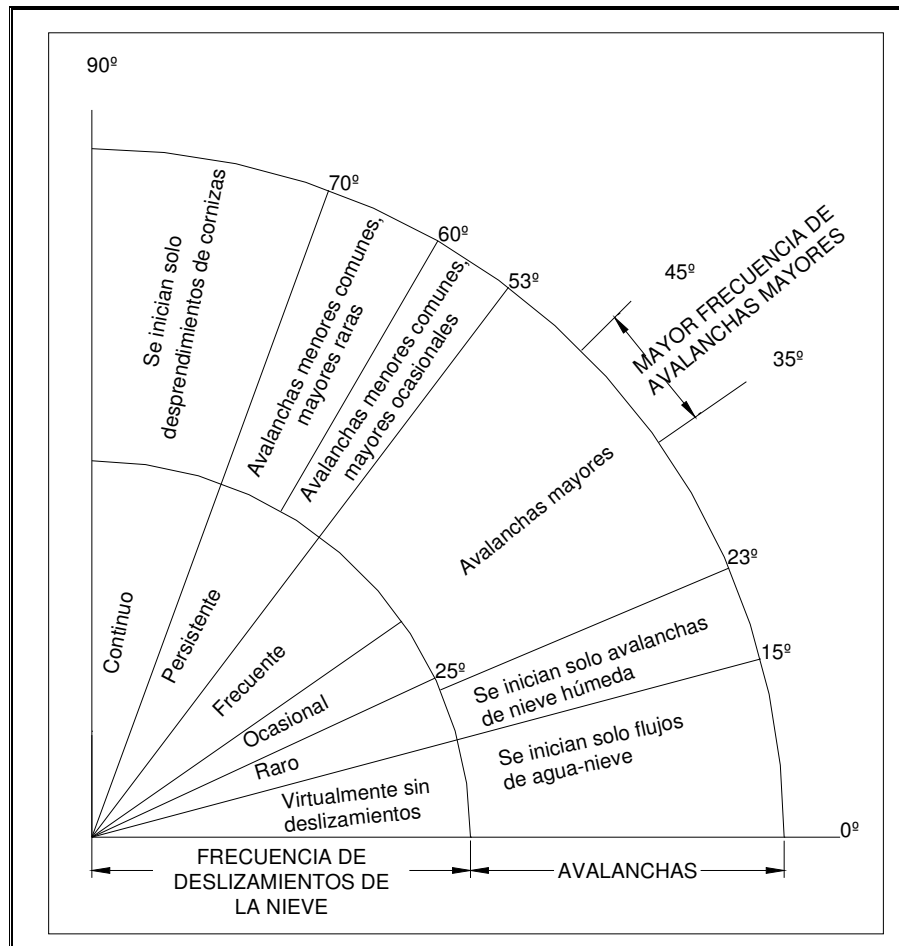 90º
70º
60º
53º
45º
35º
23º
15º
0º
25º
Se inician solo
desprendimientos de cornizas
Avalanchas menores comunes,
mayores raras
Avalanchas menores comunes,
mayores ocasionales
MAYOR FRECUENCIA DE
AVALANCHAS MAYORES
Avalanchas mayores
Se inician solo avalanchas
de nieve húmeda
Se inician solo flujos
de agua-nieve
Continuo
Persistente
Frecuente
Ocasional
Raro
Virtualmente sin
deslizamientos
FRECUENCIA DE
DESLIZAMIENTOS DE
LA NIEVE
AVALANCHAS